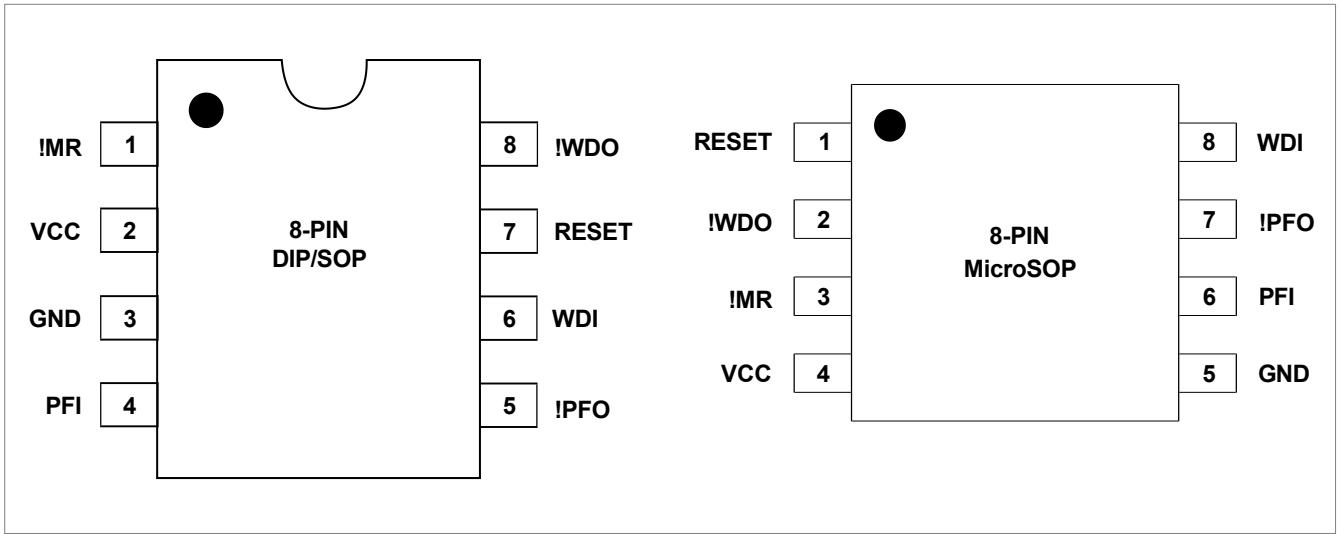 !MR 1
VCC 2
GND 3
PFI 4
8-PIN
DIP/SOP
8 !WDO
7 RESET
6 WDI
5 !PFO
RESET 1
!WDO 2
!MR 3
VCC 4
8-PIN
MicroSOP
8 WDI
7 !PFO
6 PFI
5 GND